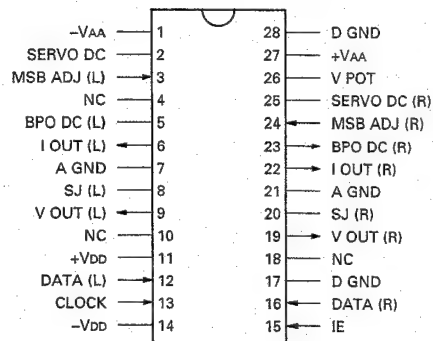 -VAA 1 28 D GND
SERVO DC 2 27 +VAA
MSB ADJ (L) 3 26 V POT
NC 4 25 SERVO DC (R)
BPO DC (L) 5 24 MSB ADJ (R)
I OUT (L) 6 23 BPO DC (R)
A GND 7 22 I OUT (R)
SJ (L) 8 21 A GND
V OUT (L) 9 20 SJ (R)
NC 10 19 V OUT (R)
+VDD 11 18 NC
DATA (L) 12 17 D GND
CLOCK 13 16 DATA (R)
-VDD 14 15 IE